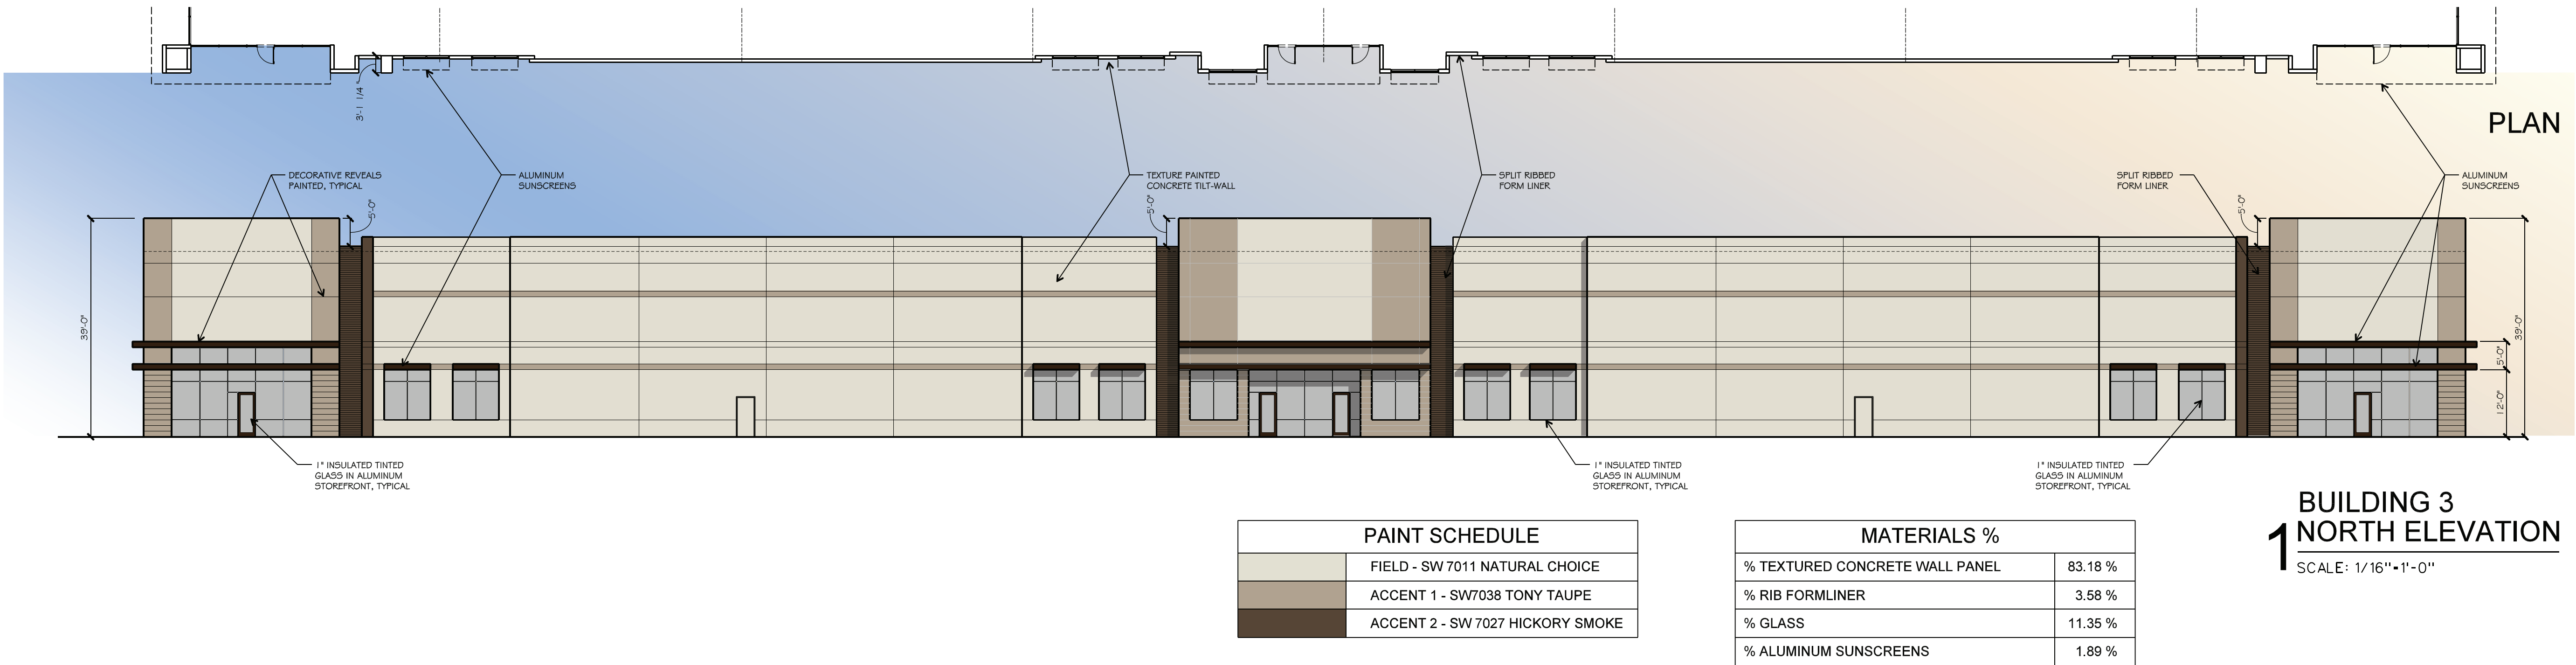 3'-1 1/4"
PLAN
DECORATIVE REVEALS
PAINTED, TYPICAL
ALUMINUM
SUNSCREENS
TEXTURE PAINTED
CONCRETE TILT-WALL
SPLIT RIBBED
FORM LINER
SPLIT RIBBED
FORM LINER
ALUMINUM
SUNSCREENS
5'-0"
5'-0"
5'-0"
39'-0"
39'-0"
5'-0"
12'-0"
1" INSULATED TINTED
GLASS IN ALUMINUM
STOREFRONT, TYPICAL
1" INSULATED TINTED
GLASS IN ALUMINUM
STOREFRONT, TYPICAL
1" INSULATED TINTED
GLASS IN ALUMINUM
STOREFRONT, TYPICAL
PAINT SCHEDULE
FIELD - SW 7011 NATURAL CHOICE
ACCENT 1 - SW7038 TONY TAUPE
ACCENT 2 - SW 7027 HICKORY SMOKE
MATERIALS %
% TEXTURED CONCRETE WALL PANEL 83.18 %
% RIB FORMLINER 3.58 %
% GLASS 11.35 %
% ALUMINUM SUNSCREENS 1.89 %
BUILDING 3
1 NORTH ELEVATION
SCALE: 1/16"=1'-0"